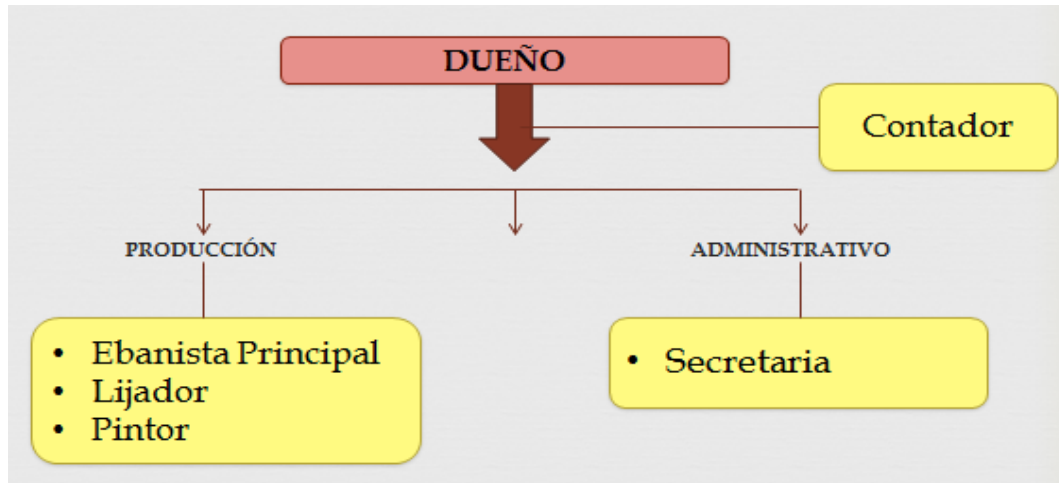 DUEÑO
Contador
PRODUCCIÓN
ADMINISTRATIVO
• Ebanista Principal
• Lijador
• Pintor
• Secretaria